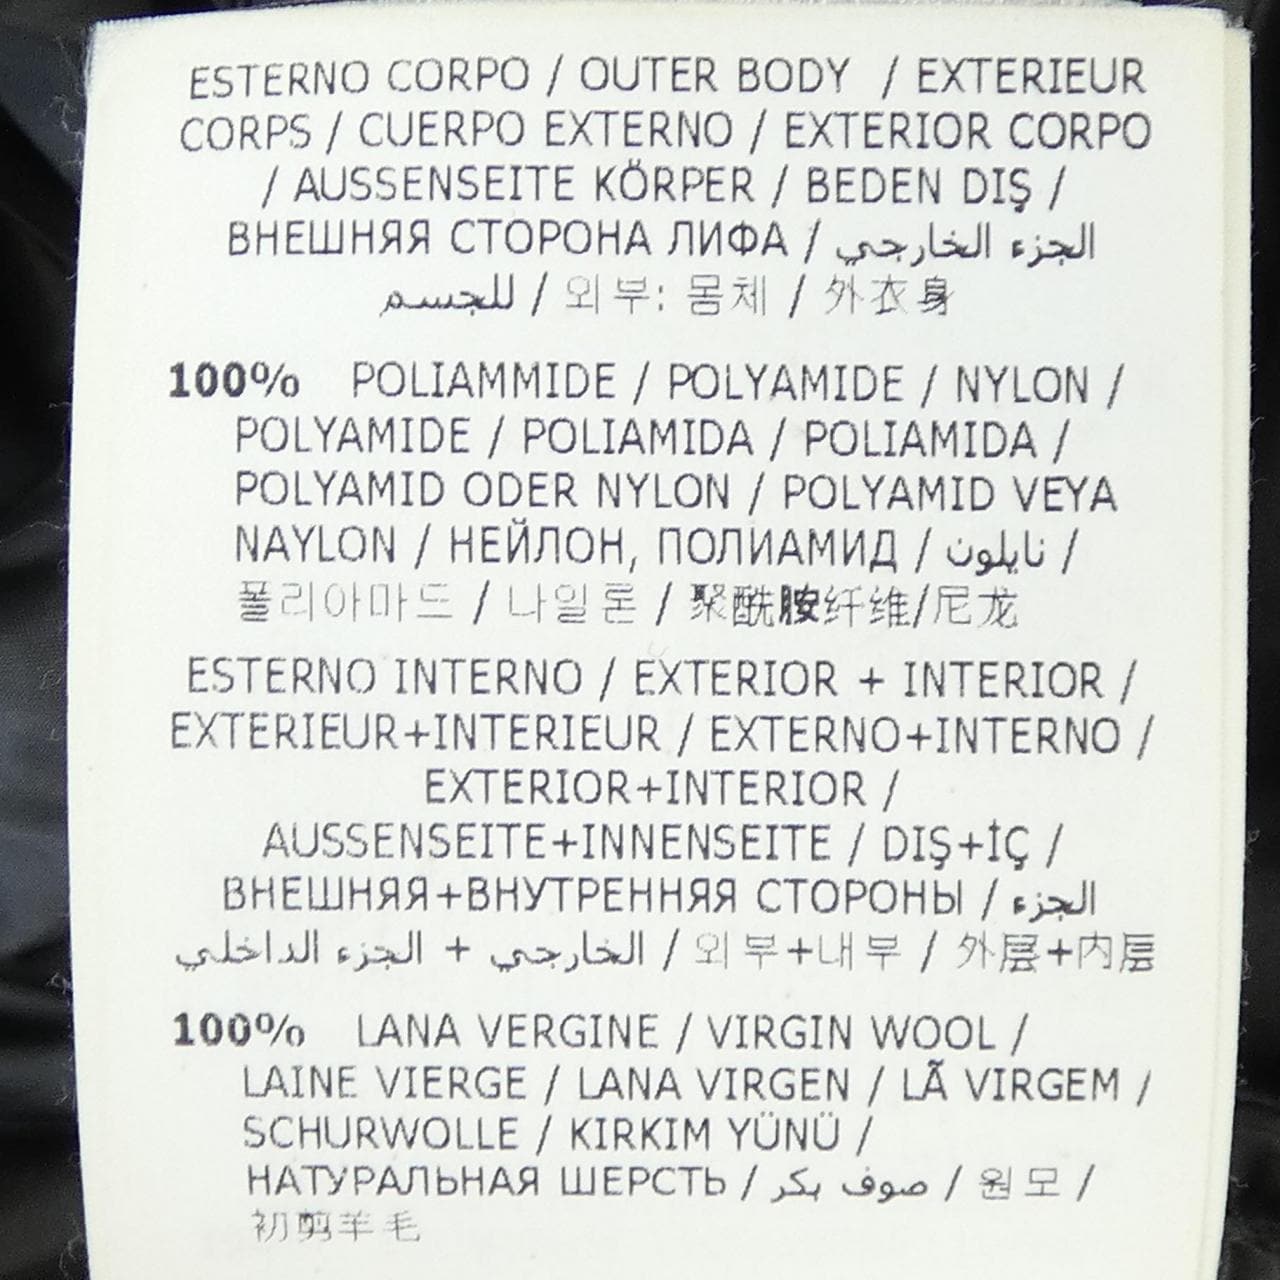 ESTERNO CORPO / OUTER BODY / EXTERIEUR
CORPS / CUERPO EXTERNO / EXTERIOR CORPO
/ AUSSENSEITE KÖRPER / BEDEN DIŞ /
ВНЕШНЯЯ СТОРОНА ЛИФА / الجزء الخارجي
للجسم / 외부: 몸체 / 外衣身
100% POLIAMMIDE / POLYAMIDE / NYLON /
POLYAMIDE / POLIAMIDA / POLIAMIDA /
POLYAMID ODER NYLON / POLYAMID VEYA
NAYLON / НЕЙЛОН, ПОЛИАМИД / نايلون /
폴리아마드 / 나일론 / 聚酰胺纤维/尼龙
ESTERNO INTERNO / EXTERIOR + INTERIOR /
EXTERIEUR+INTERIEUR / EXTERNO+INTERNO /
EXTERIOR+INTERIOR /
AUSSENSEITE+INNENSEITE / DIŞ+İÇ /
ВНЕШНЯЯ+ВНУТРЕННЯЯ СТОРОНЫ / الجزء
الخارجي + الجزء الداخلي / 외부+내부 / 外层+内层
100% LANA VERGINE / VIRGIN WOOL /
LAINE VIERGE / LANA VIRGEN / LÃ VIRGEM /
SCHURWOLLE / KIRKIM YÜNÜ /
НАТУРАЛЬНАЯ ШЕРСТЬ / صوف بكر / 원모 /
初剪羊毛